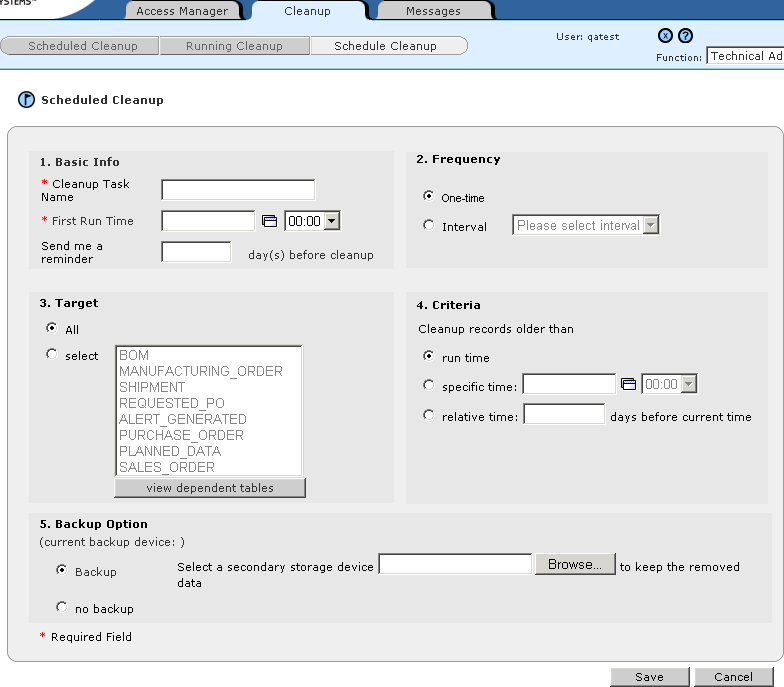 SYSTEMS
Access Manager
Cleanup
Messages
Scheduled Cleanup
Running Cleanup
Schedule Cleanup
User: qatest
Function: Technical Ad
Scheduled Cleanup
1. Basic Info
* Cleanup Task
Name
* First Run Time
00:00
Send me a
reminder
day(s) before cleanup
2. Frequency
One-time
Interval
Please select interval
3. Target
All
select
BOM
MANUFACTURING_ORDER
SHIPMENT
REQUESTED_PO
ALERT_GENERATED
PURCHASE_ORDER
PLANNED_DATA
SALES_ORDER
view dependent tables
4. Criteria
Cleanup records older than
run time
specific time:
00:00
relative time:
days before current time
5. Backup Option
(current backup device: )
Backup
Select a secondary storage device
Browse...
to keep the removed
data
no backup
* Required Field
Save
Cancel